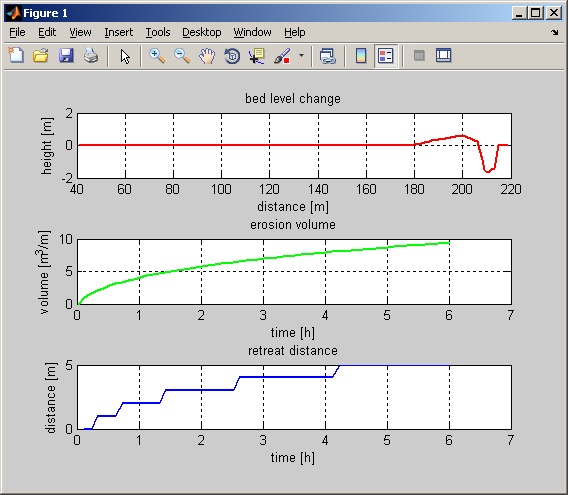 Figure 1
File Edit View Insert Tools Desktop Window Help
bed level change
height [m]
2
0
-2
40 60 80 100 120 140 160 180 200 220
distance [m]
erosion volume
volume [m³/m]
10
5
0
0 1 2 3 4 5 6 7
time [h]
retreat distance
distance [m]
5
0
0 1 2 3 4 5 6 7
time [h]